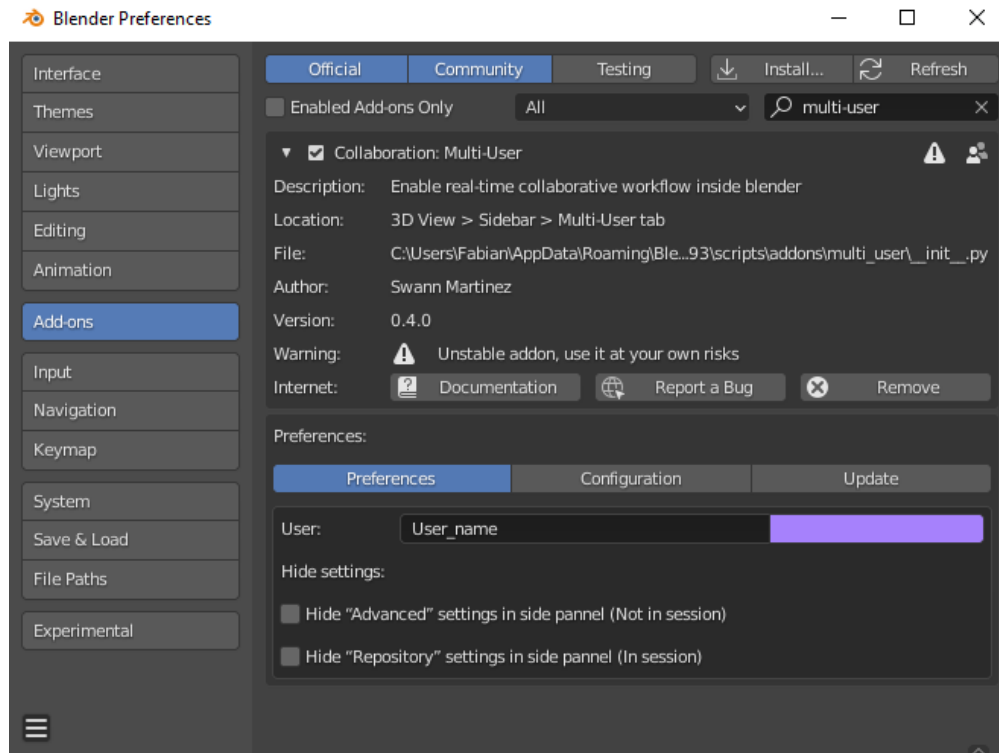 Blender Preferences
Interface
Themes
Viewport
Lights
Editing
Animation
Add-ons
Input
Navigation
Keymap
System
Save & Load
File Paths
Experimental
Official Community Testing Install... Refresh
Enabled Add-ons Only All multi-user
Collaboration: Multi-User
Description: Enable real-time collaborative workflow inside blender
Location: 3D View > Sidebar > Multi-User tab
File: C:\Users\Fabian\AppData\Roaming\Ble...93\scripts\addons\multi_user\__init__.py
Author: Swann Martinez
Version: 0.4.0
Warning: Unstable addon, use it at your own risks
Internet: Documentation Report a Bug Remove
Preferences:
Preferences Configuration Update
User: User_name
Hide settings:
Hide “Advanced” settings in side pannel (Not in session)
Hide “Repository” settings in side pannel (In session)